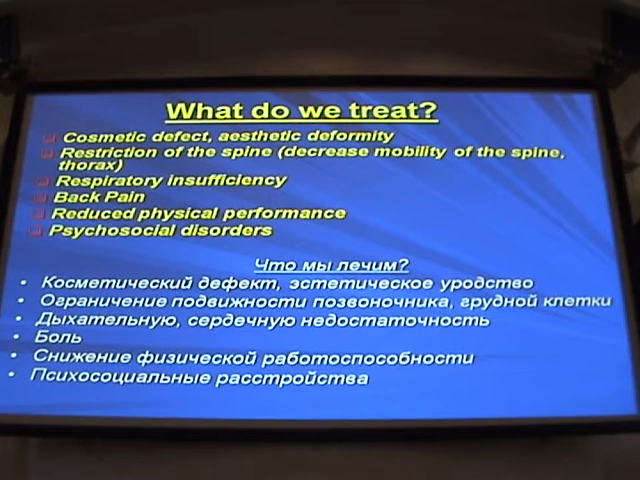 What do we treat?
Cosmetic defect, aesthetic deformity
Restriction of the spine (decrease mobility of the spine,
thorax)
Respiratory insufficiency
Back Pain
Reduced physical performance
Psychosocial disorders
Что мы лечим?
• Косметический дефект, эстетическое уродство
• Ограничение подвижности позвоночника, грудной клетки
• Дыхательную, сердечную недостаточность
• Боль
• Снижение физической работоспособности
• Психосоциальные расстройства